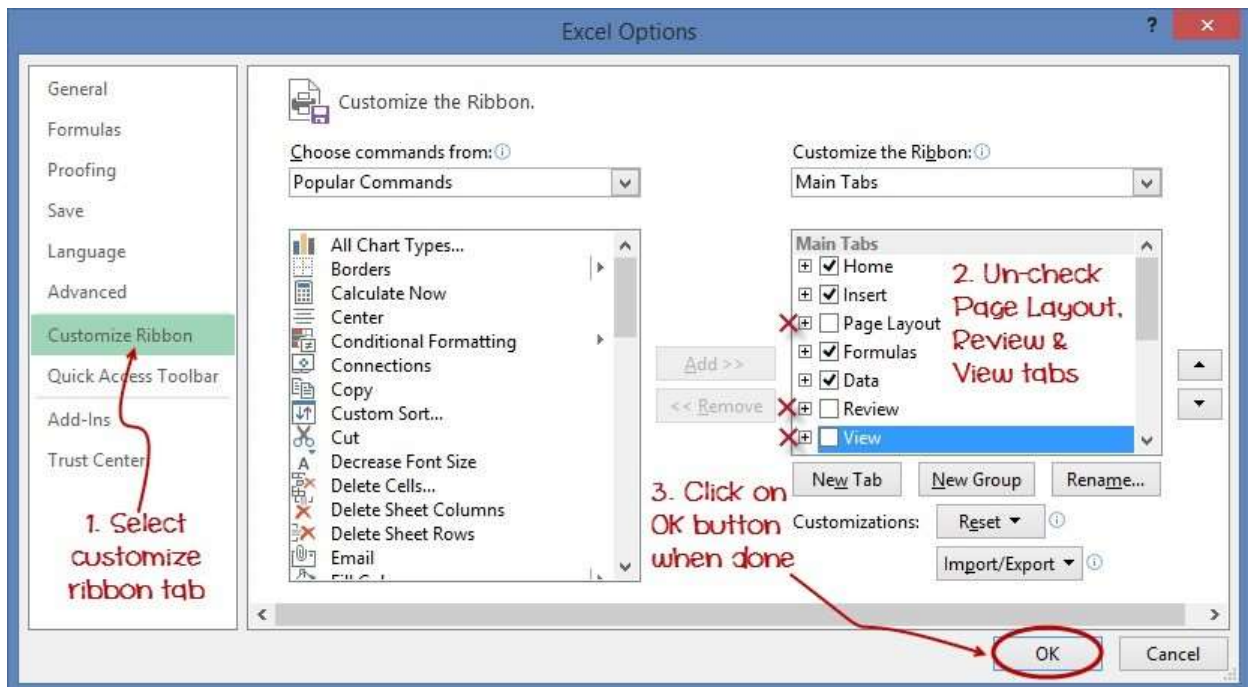 Excel Options
?
General
Formulas
Proofing
Save
Language
Advanced
Customize Ribbon
Quick Access Toolbar
Add-Ins
Trust Center
1. Select
customize
ribbon tab
Customize the Ribbon.
Choose commands from:
Popular Commands
All Chart Types...
Borders
Calculate Now
Center
Conditional Formatting
Connections
Copy
Custom Sort...
Cut
Decrease Font Size
Delete Cells...
Delete Sheet Columns
Delete Sheet Rows
Email
Add >>
<< Remove
Customize the Ribbon:
Main Tabs
Main Tabs
Home
Insert
Page Layout
Formulas
Data
Review
View
2. Un-check
Page Layout,
Review &
View tabs
New Tab
New Group
Rename...
Customizations:
Reset
Import/Export
3. Click on
OK button
when done
OK
Cancel